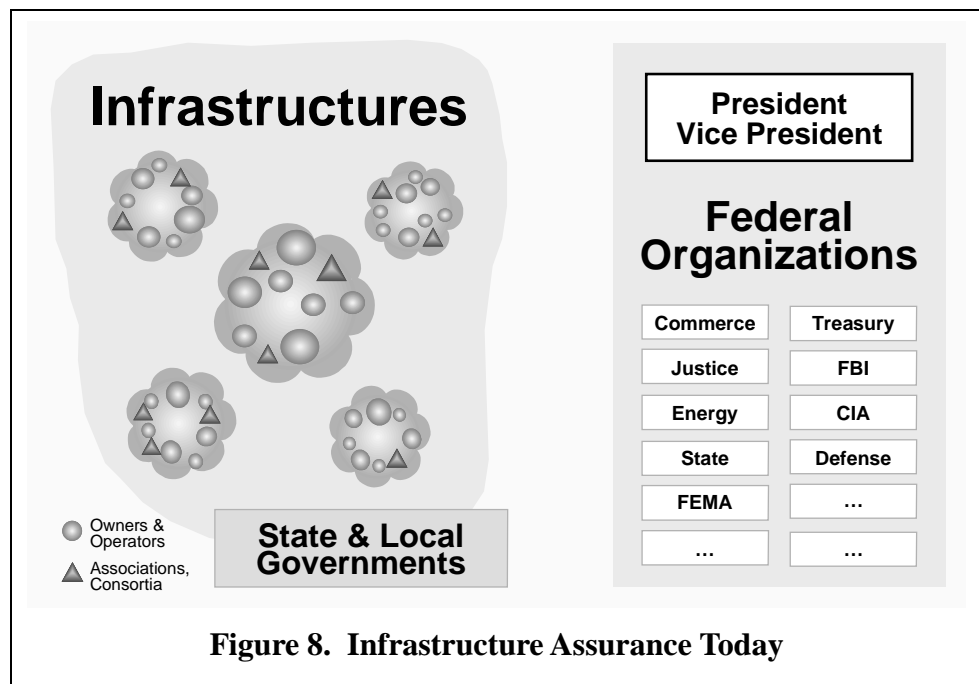 Infrastructures
Owners &
Operators
Associations,
Consortia
State & Local
Governments
President
Vice President
Federal
Organizations
Commerce
Treasury
Justice
FBI
Energy
CIA
State
Defense
FEMA
…
…
…
Figure 8.  Infrastructure Assurance Today